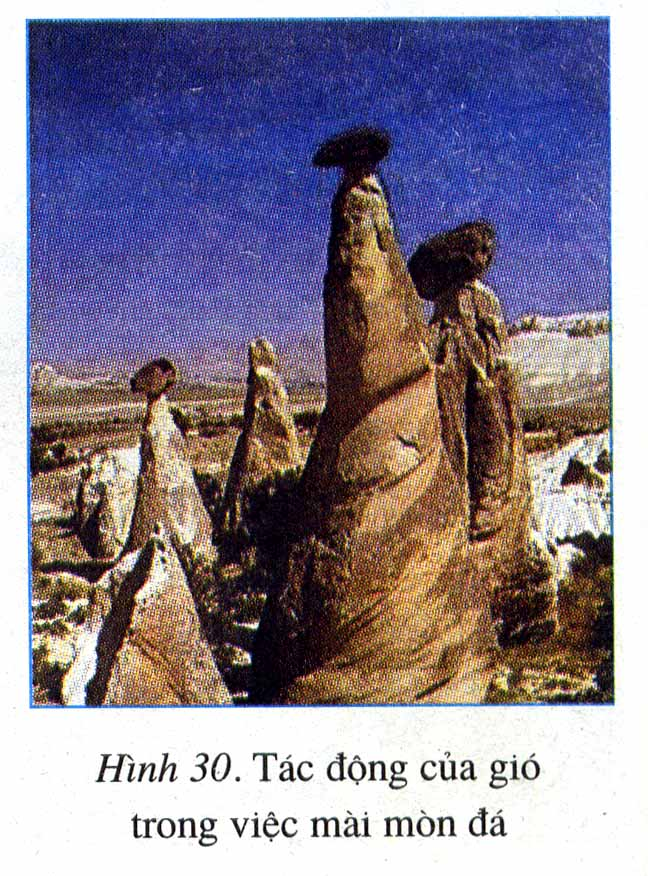 Hình 30. Tác động của gió
trong việc mài mòn đá